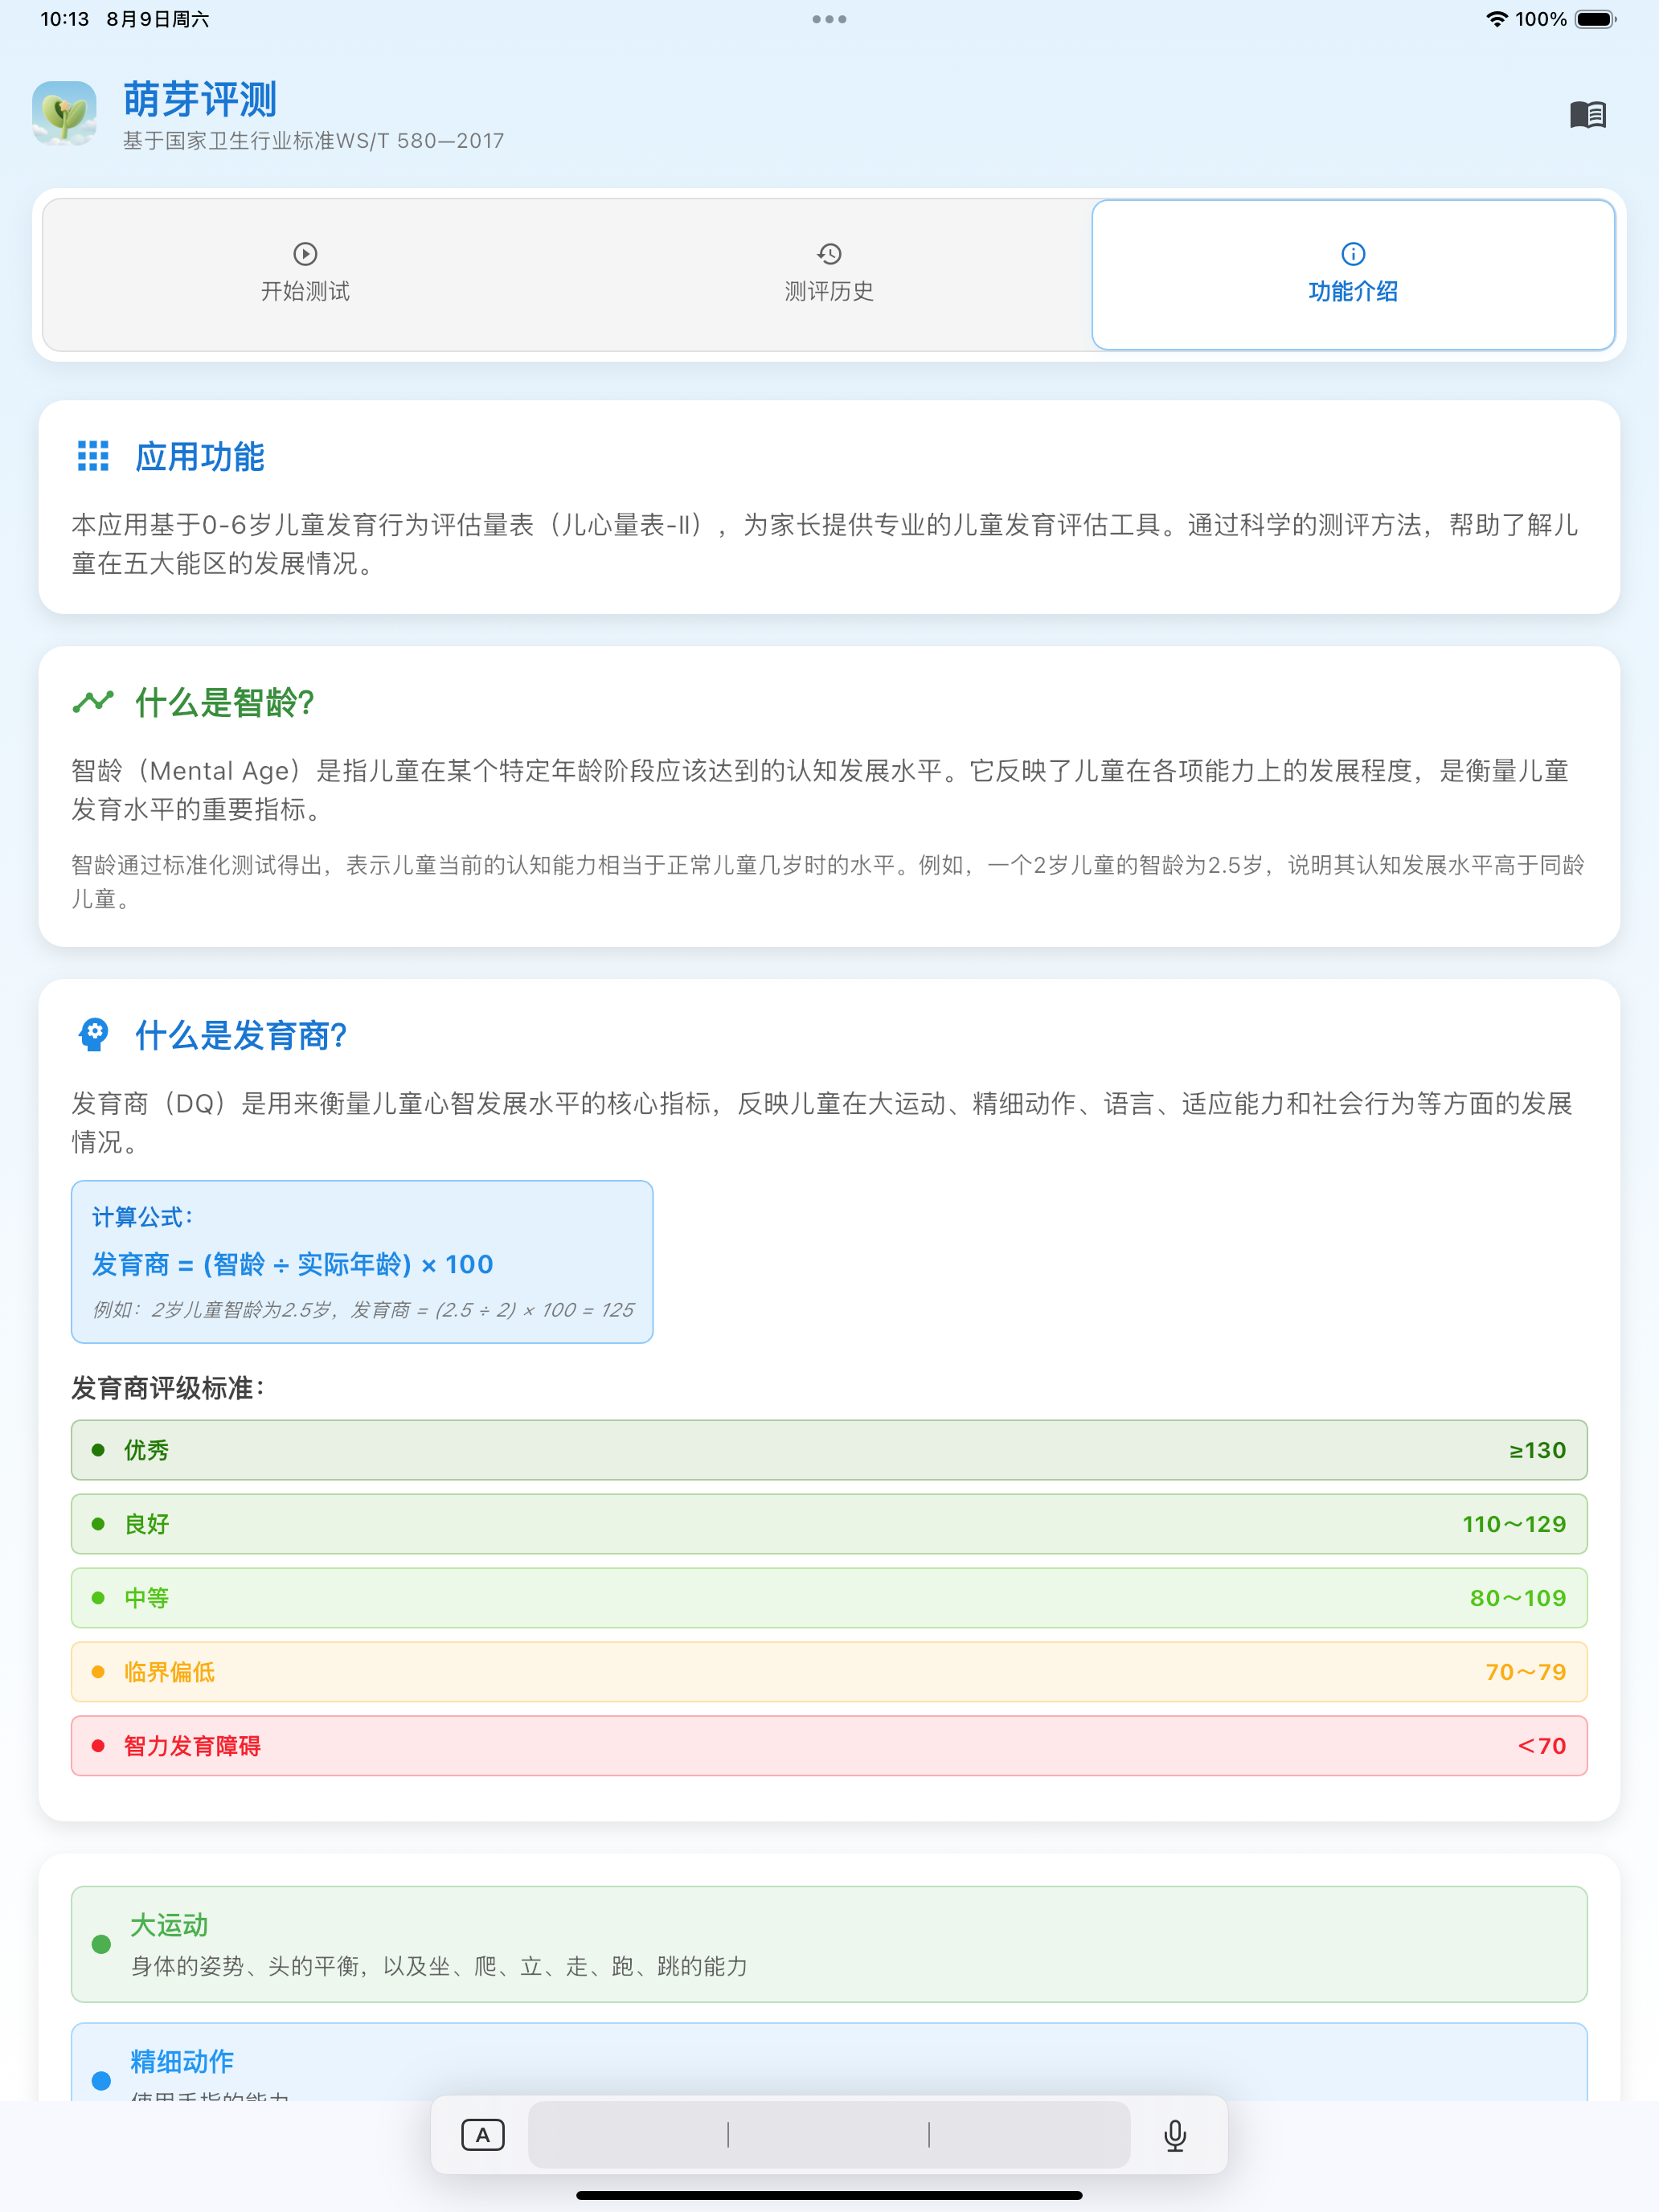 10:13 8月9日周六
100%
萌芽评测
基于国家卫生行业标准WS/T 580—2017
开始测试
测评历史
功能介绍
应用功能
本应用基于0-6岁儿童发育行为评估量表（儿心量表-II），为家长提供专业的儿童发育评估工具。通过科学的测评方法，帮助了解儿
童在五大能区的发展情况。
什么是智龄?
智龄（Mental Age）是指儿童在某个特定年龄阶段应该达到的认知发展水平。它反映了儿童在各项能力上的发展程度，是衡量儿童
发育水平的重要指标。
智龄通过标准化测试得出，表示儿童当前的认知能力相当于正常儿童几岁时的水平。例如，一个2岁儿童的智龄为2.5岁，说明其认知发展水平高于同龄
儿童。
什么是发育商?
发育商（DQ）是用来衡量儿童心智发展水平的核心指标，反映儿童在大运动、精细动作、语言、适应能力和社会行为等方面的发展
情况。
计算公式：
发育商 = (智龄 ÷ 实际年龄) × 100
例如：2岁儿童智龄为2.5岁，发育商 = (2.5 ÷ 2) × 100 = 125
发育商评级标准：
优秀 ≥130
良好 110～129
中等 80～109
临界偏低 70～79
智力发育障碍 ＜70
大运动
身体的姿势、头的平衡，以及坐、爬、立、走、跑、跳的能力
精细动作
使用手指的能力
A